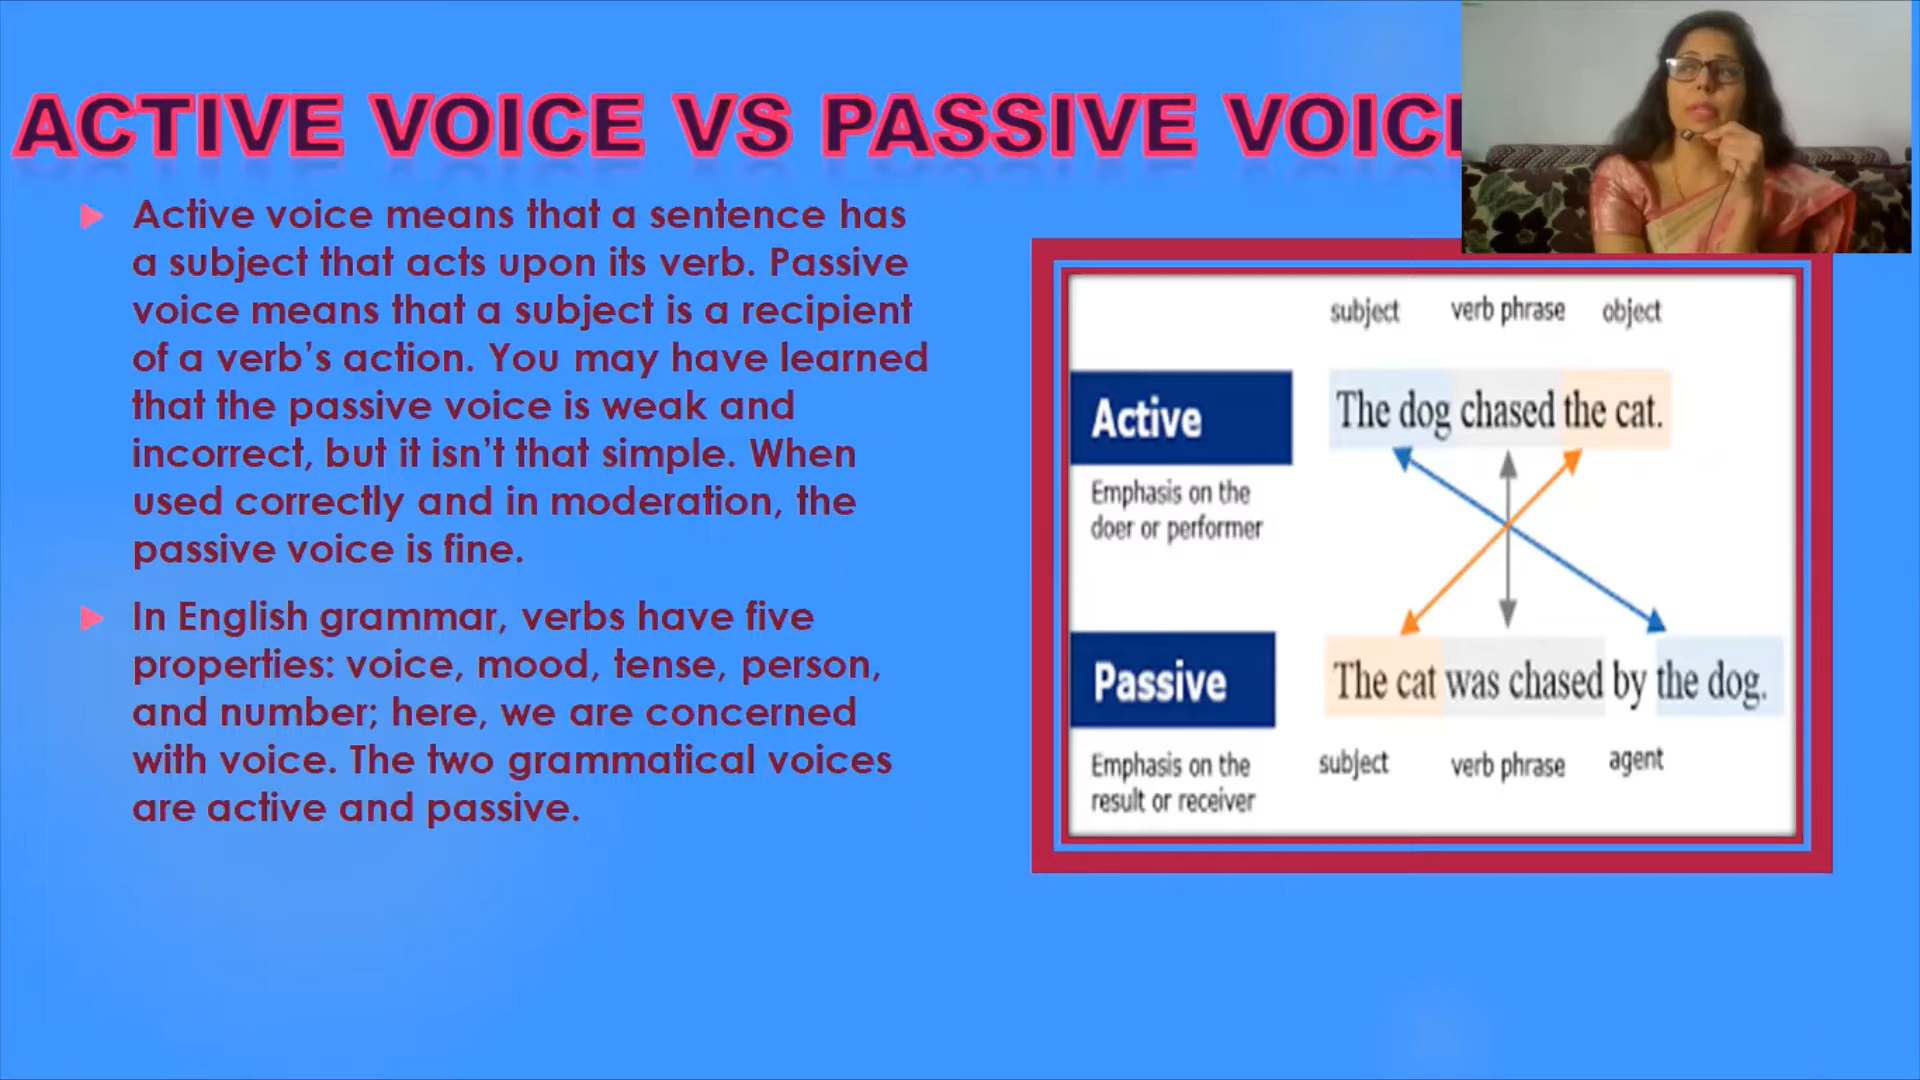 ACTIVE VOICE VS PASSIVE VOIC
Active voice means that a sentence has
a subject that acts upon its verb. Passive
voice means that a subject is a recipient
of a verb's action. You may have learned
that the passive voice is weak and
incorrect, but it isn't that simple. When
used correctly and in moderation, the
passive voice is fine.
In English grammar, verbs have five
properties: voice, mood, tense, person,
and number; here, we are concerned
with voice. The two grammatical voices
are active and passive.
subject verb phrase object
Active The dog chased the cat.
Emphasis on the
doer or performer
Passive The cat was chased by the dog.
Emphasis on the
result or receiver
subject verb phrase agent